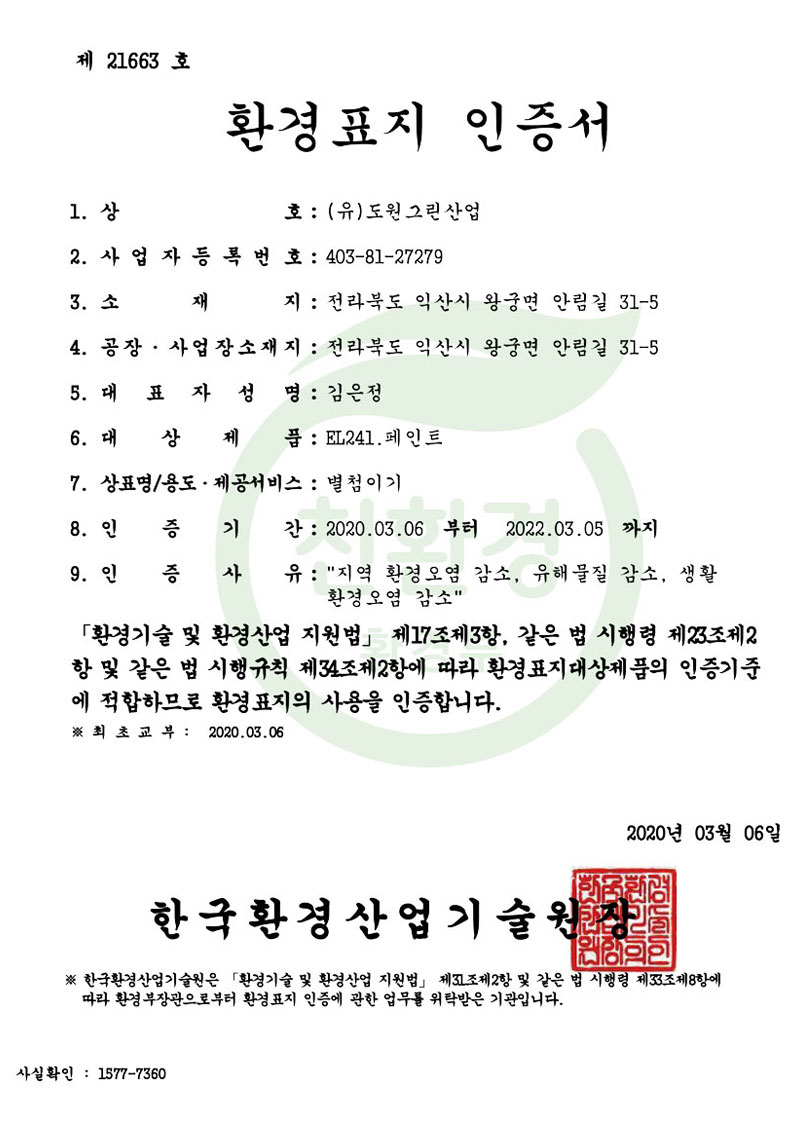 제 21663 호
환경표지 인증서
1. 상 호 : (유)도원그린산업
2. 사 업 자 등 록 번 호 : 403-81-27279
3. 소 재 지 : 전라북도 익산시 왕궁면 안림길 31-5
4. 공장 · 사업장소재지 : 전라북도 익산시 왕궁면 안림길 31-5
5. 대 표 자 성 명 : 김은정
6. 대 상 제 품 : EL241.페인트
7. 상표명/용도 · 제공서비스 : 별첨이기
8. 인 증 기 간 : 2020.03.06 부터 2022.03.05 까지
9. 인 증 사 유 : "지역 환경오염 감소, 유해물질 감소, 생활
환경오염 감소"
친환경
환경부
「환경기술 및 환경산업 지원법」 제17조제3항, 같은 법 시행령 제23조제2
항 및 같은 법 시행규칙 제34조제2항에 따라 환경표지대상제품의 인증기준
에 적합하므로 환경표지의 사용을 인증합니다.
※ 최 초 교 부 : 2020.03.06
2020년 03월 06일
한국환경산업기술원장
※ 한국환경산업기술원은 「환경기술 및 환경산업 지원법」 제31조제2항 및 같은 법 시행령 제33조제8항에
따라 환경부장관으로부터 환경표지 인증에 관한 업무를 위탁받은 기관입니다.
사실확인 : 1577-7360